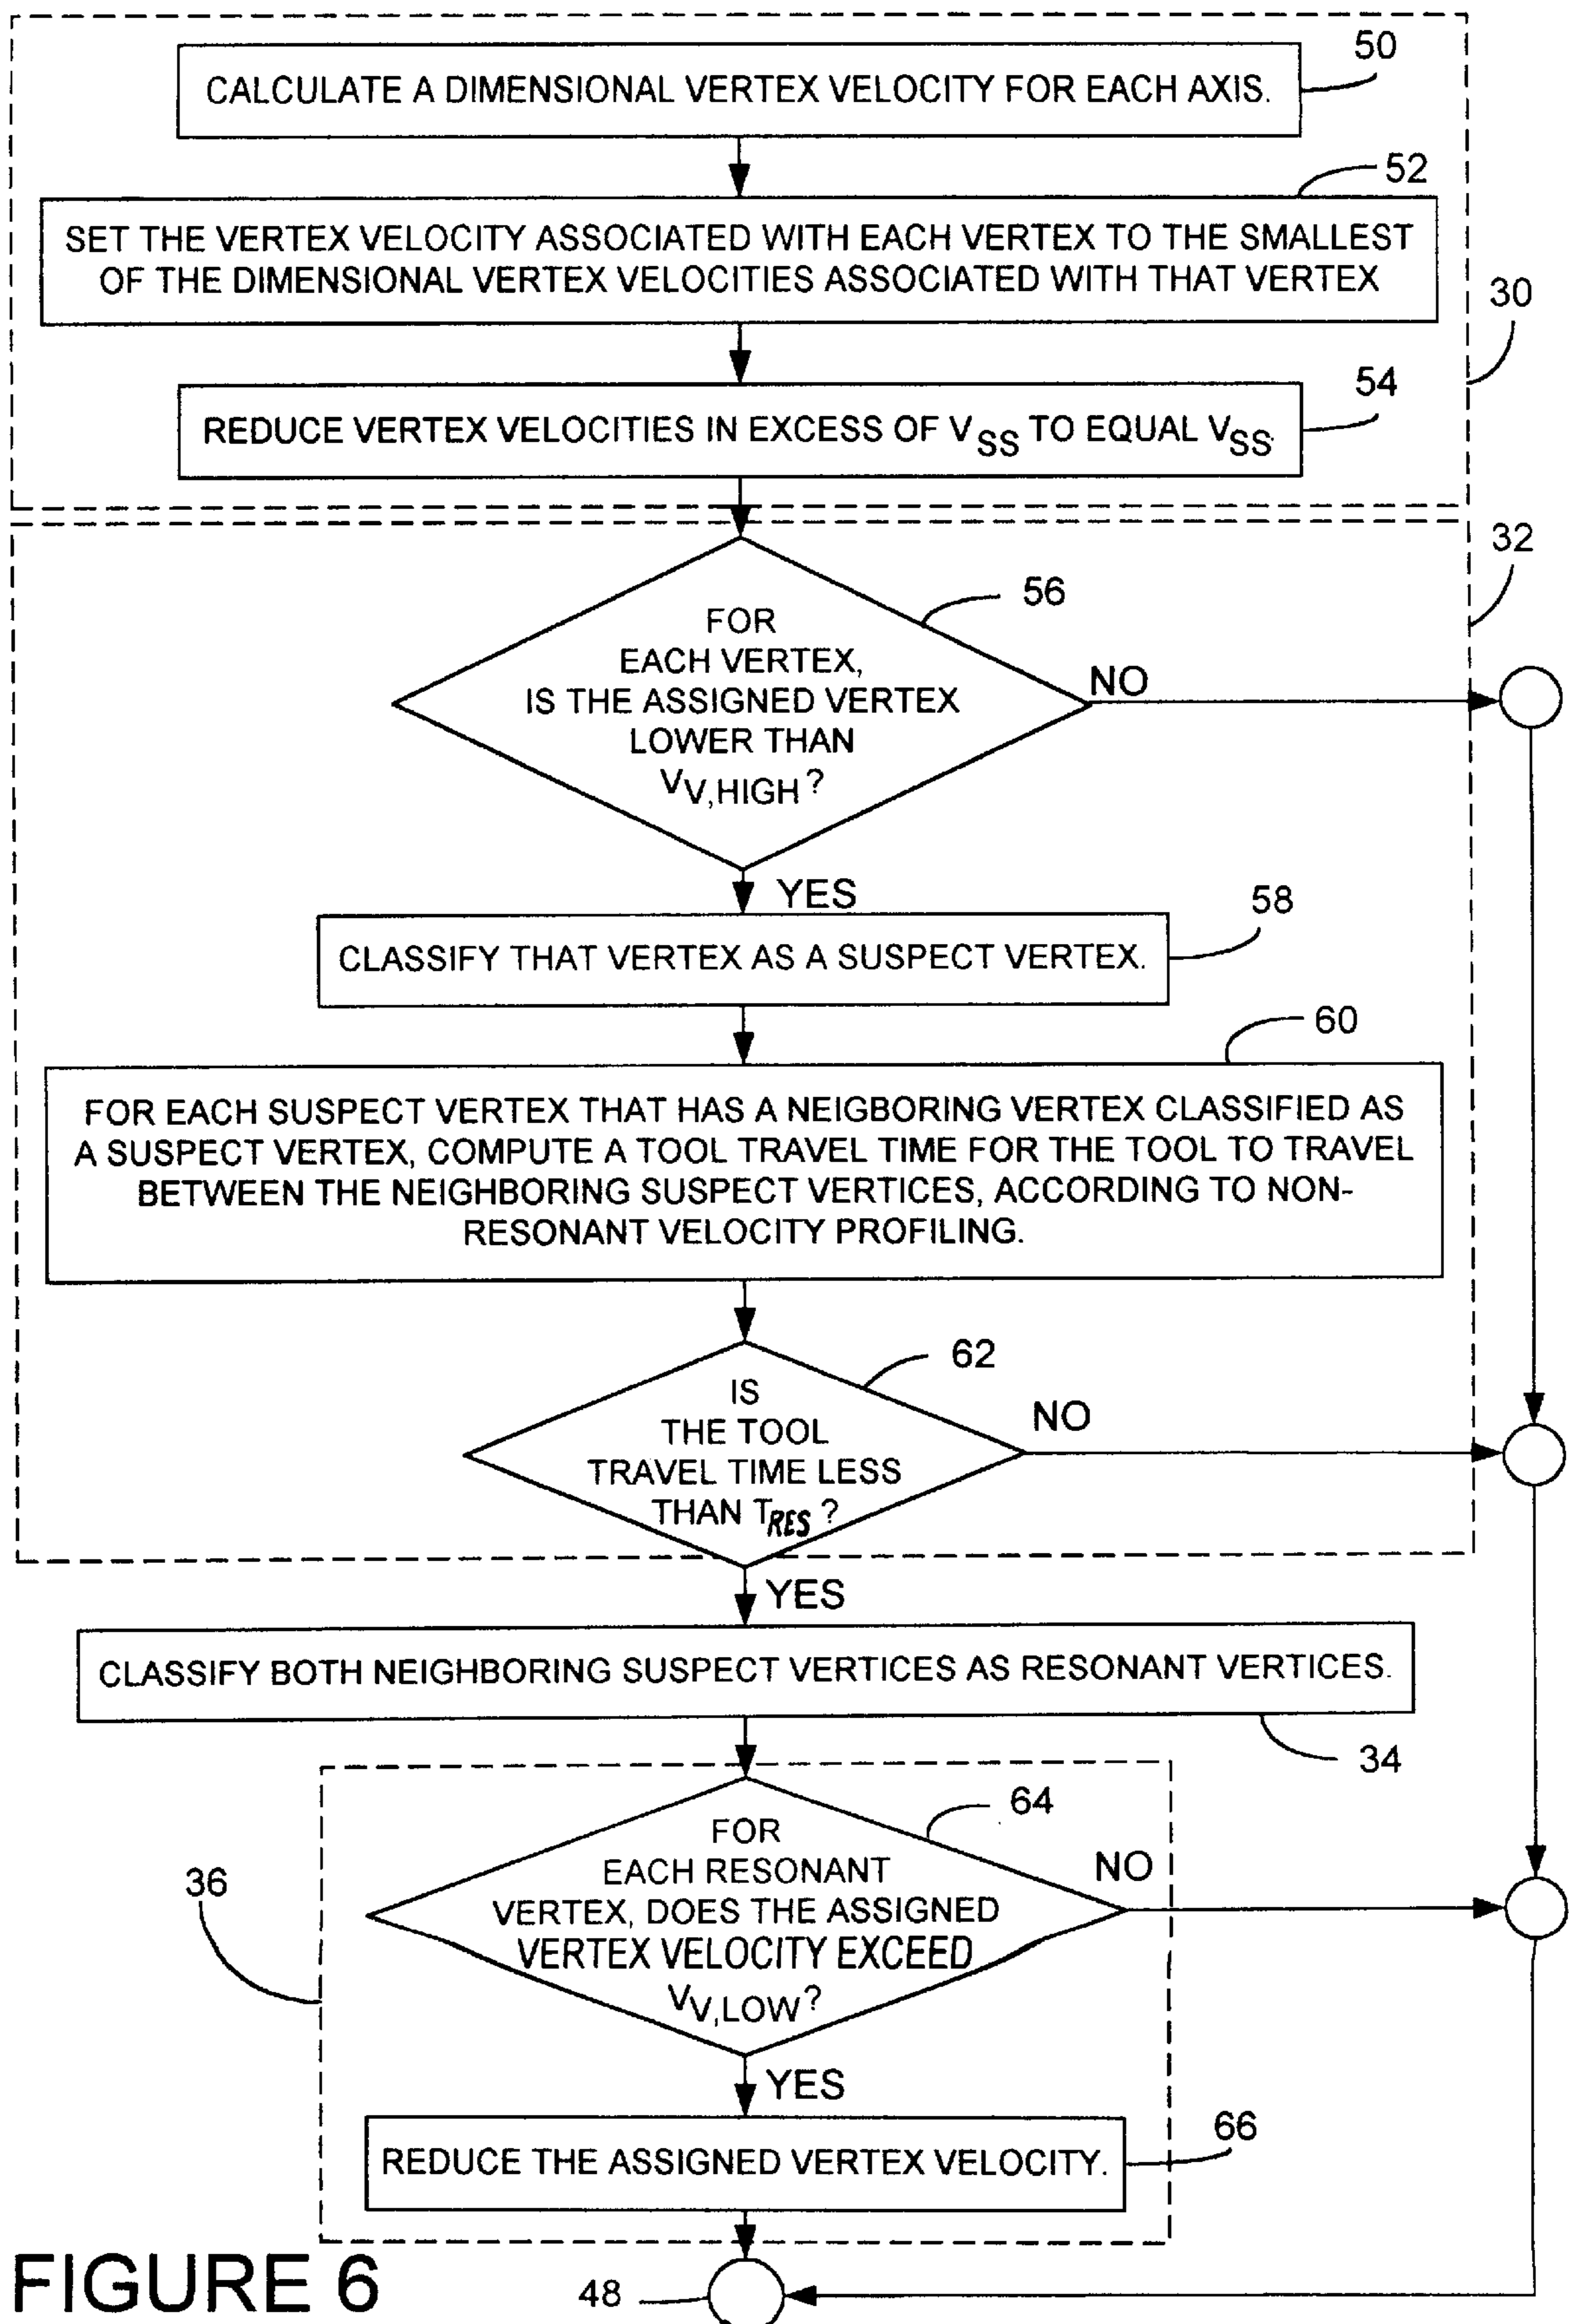 50
CALCULATE A DIMENSIONAL VERTEX VELOCITY FOR EACH AXIS.
52
SET THE VERTEX VELOCITY ASSOCIATED WITH EACH VERTEX TO THE SMALLEST
OF THE DIMENSIONAL VERTEX VELOCITIES ASSOCIATED WITH THAT VERTEX
30
54
REDUCE VERTEX VELOCITIES IN EXCESS OF VSS TO EQUAL VSS.
32
56
FOR
EACH VERTEX,
IS THE ASSIGNED VERTEX
LOWER THAN
VV,HIGH?
NO
YES
58
CLASSIFY THAT VERTEX AS A SUSPECT VERTEX.
60
FOR EACH SUSPECT VERTEX THAT HAS A NEIGBORING VERTEX CLASSIFIED AS
A SUSPECT VERTEX, COMPUTE A TOOL TRAVEL TIME FOR THE TOOL TO TRAVEL
BETWEEN THE NEIGHBORING SUSPECT VERTICES, ACCORDING TO NON-
RESONANT VELOCITY PROFILING.
62
IS
THE TOOL
TRAVEL TIME LESS
THAN TRES?
NO
YES
CLASSIFY BOTH NEIGHBORING SUSPECT VERTICES AS RESONANT VERTICES.
34
64
FOR
EACH RESONANT
VERTEX, DOES THE ASSIGNED
VERTEX VELOCITY EXCEED
VV,LOW?
NO
36
YES
66
REDUCE THE ASSIGNED VERTEX VELOCITY.
FIGURE 6
48